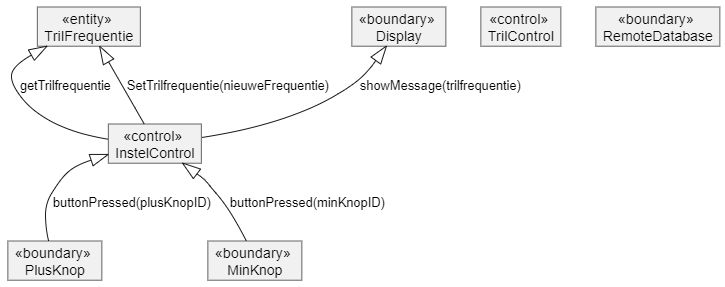 «entity»
TrilFrequentie
«boundary»
Display
«control»
TrilControl
«boundary»
RemoteDatabase
getTrilfrequentie
SetTrilfrequentie(nieuweFrequentie)
showMessage(trilfrequentie)
«control»
InstelControl
buttonPressed(plusKnopID)
buttonPressed(minKnopID)
«boundary»
PlusKnop
«boundary»
MinKnop